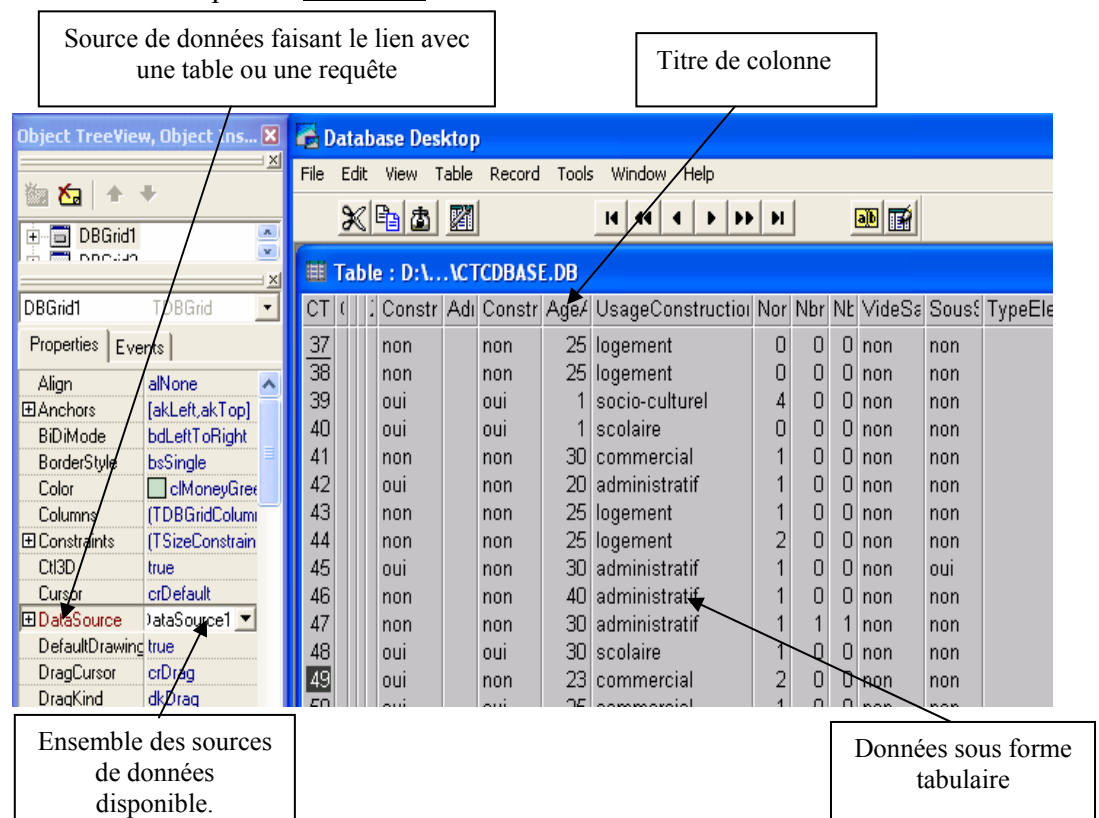 Source de données faisant le lien avec
une table ou une requête
Titre de colonne
Object TreeView, Object Ins...
DBGrid1
DBGrid1 TDBGrid
Properties Events
Align alNone
Anchors [akLeft,akTop]
BiDiMode bdLeftToRight
BorderStyle bsSingle
Color clMoneyGree
Columns (TDBGridColum
Constraints (TSizeConstrain
Ctl3D true
Cursor crDefault
DataSource DataSource1
DefaultDrawing true
DragCursor crDrag
DragKind dkDrag
Database Desktop
File Edit View Table Record Tools Window Help
Table : D:\...\CTCDBASE.DB
CT Constr Adr Constr AgeA UsageConstruction Nor Nbr Nb VideSa SousS TypeEle
37 non non 25 logement 0 0 0 non non
38 non non 25 logement 0 0 0 non non
39 oui oui 1 socio-culturel 4 0 0 non non
40 oui oui 1 scolaire 0 0 0 non non
41 non non 30 commercial 1 0 0 non non
42 oui non 20 administratif 1 0 0 non non
43 non non 25 logement 1 0 0 non non
44 non non 25 logement 2 0 0 non non
45 oui non 30 administratif 1 0 0 non oui
46 non non 40 administratif 1 0 0 non non
47 non non 30 administratif 1 1 1 non non
48 oui oui 30 scolaire 1 0 0 non non
49 oui non 23 commercial 2 0 0 non non
Ensemble des sources
de données
disponible.
Données sous forme
tabulaire